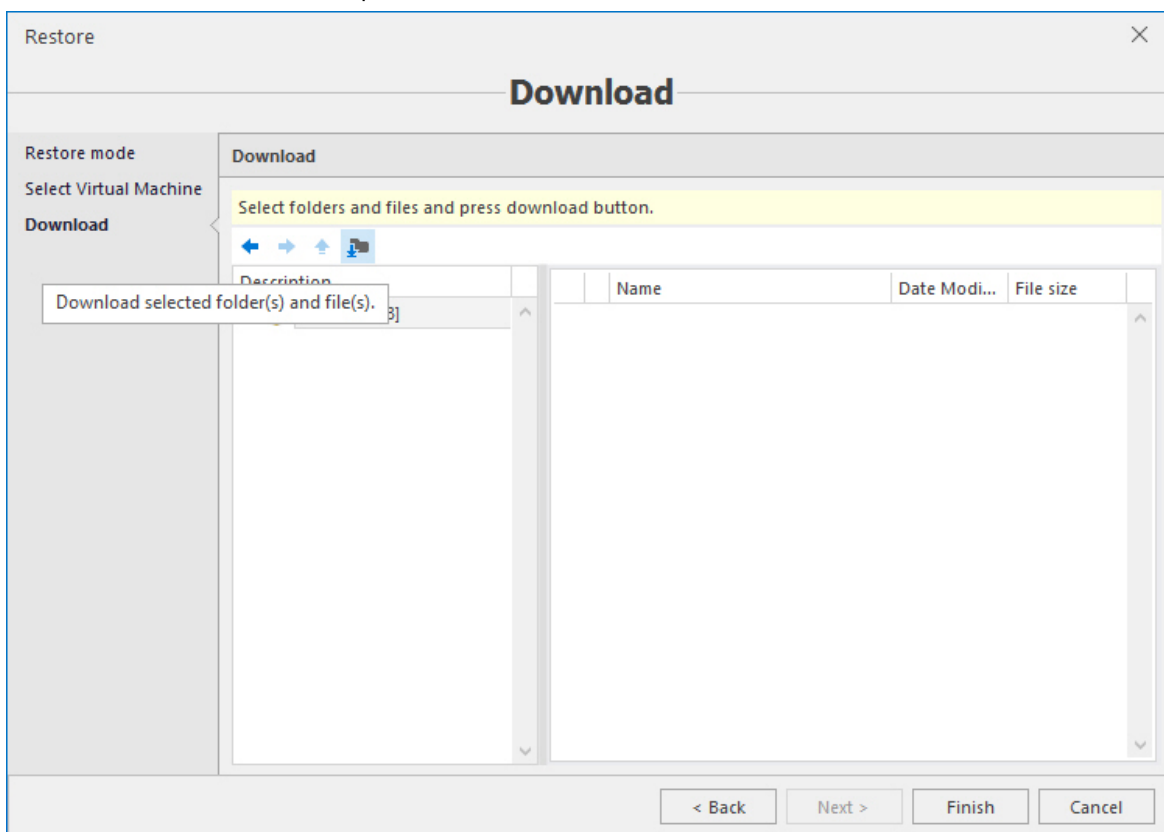 Restore
Download
Restore mode
Select Virtual Machine
Download
Download
Select folders and files and press download button.
Description
Name
Date Modi...
File size
Download selected folder(s) and file(s).
< Back
Next >
Finish
Cancel